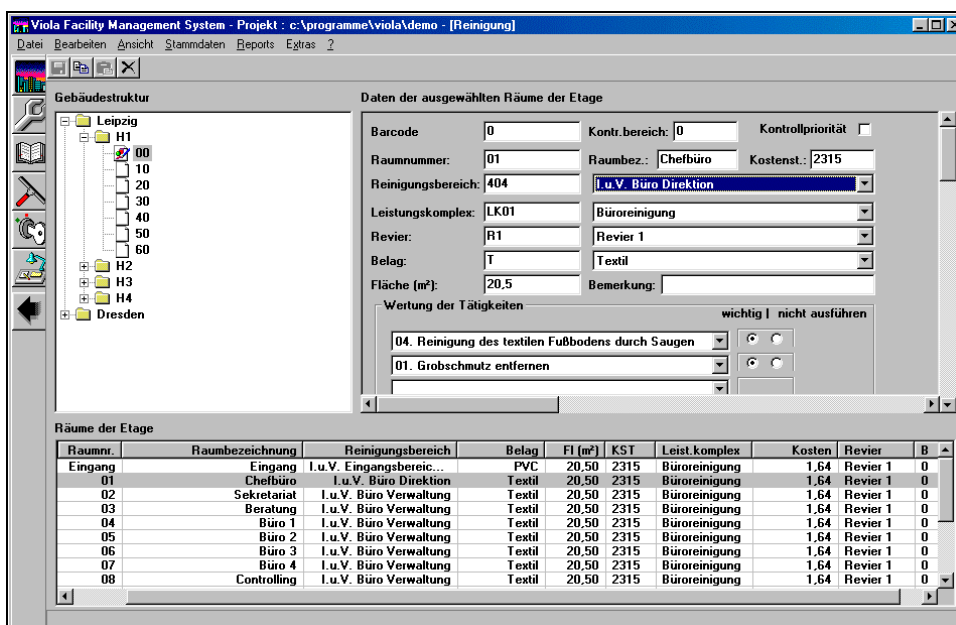 Viola Facility Management System - Projekt : c:\programme\viola\demo - [Reinigung]
Datei Bearbeiten Ansicht Stammdaten Reports Extras ?
Gebäudestruktur
Leipzig
H1
00
10
20
30
40
50
60
H2
H3
H4
Dresden
Daten der ausgewählten Räume der Etage
Barcode 0 Kontr.bereich: 0 Kontrollpriorität
Raumnummer: 01 Raumbez.: Chefbüro Kostenst.: 2315
Reinigungsbereich: 404 I.u.V. Büro Direktion
Leistungskomplex: LK01 Büroreinigung
Revier: R1 Revier 1
Belag: T Textil
Fläche (m²): 20,5 Bemerkung:
Wertung der Tätigkeiten
wichtig | nicht ausführen
04. Reinigung des textilen Fußbodens durch Saugen
01. Grobschmutz entfernen
Räume der Etage
Raumnr. Raumbezeichnung Reinigungsbereich Belag Fl (m²) KST Leist.komplex Kosten Revier B
Eingang Eingang I.u.V. Eingangsbereic... PVC 20,50 2315 Büroreinigung 1,64 Revier 1 0
01 Chefbüro I.u.V. Büro Direktion Textil 20,50 2315 Büroreinigung 1,64 Revier 1 0
02 Sekretariat I.u.V. Büro Verwaltung Textil 20,50 2315 Büroreinigung 1,64 Revier 1 0
03 Beratung I.u.V. Büro Verwaltung Textil 20,50 2315 Büroreinigung 1,64 Revier 1 0
04 Büro 1 I.u.V. Büro Verwaltung Textil 20,50 2315 Büroreinigung 1,64 Revier 1 0
05 Büro 2 I.u.V. Büro Verwaltung Textil 20,50 2315 Büroreinigung 1,64 Revier 1 0
06 Büro 3 I.u.V. Büro Verwaltung Textil 20,50 2315 Büroreinigung 1,64 Revier 1 0
07 Büro 4 I.u.V. Büro Verwaltung Textil 20,50 2315 Büroreinigung 1,64 Revier 1 0
08 Controlling I.u.V. Büro Verwaltung Textil 20,50 2315 Büroreinigung 1,64 Revier 1 0